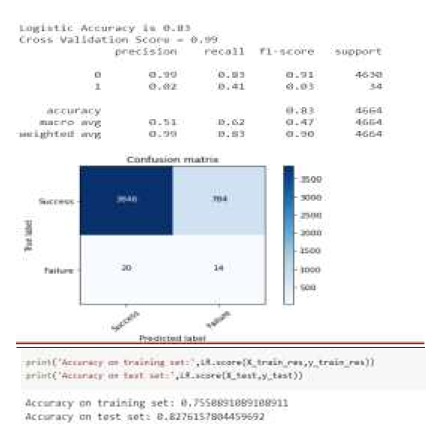 Logistic Accuracy is 0.83
Cross Validation Score = 0.99
precision recall f1-score support
0 0.99 0.83 0.91 4630
1 0.02 0.41 0.03 34
accuracy 0.83 4664
macro avg 0.51 0.62 0.47 4664
weighted avg 0.99 0.83 0.90 4664
Confusion matrix
3846 784
20 14
Success
Failure
True label
Success Failure
Predicted label
3500
3000
2500
2000
1500
1000
500
print('Accuracy on training set:',LR.score(X_train_res,y_train_res))
print('Accuracy on test set:',LR.score(X_test,y_test))
Accuracy on training set: 0.7550891089108911
Accuracy on test set: 0.8276157804459692